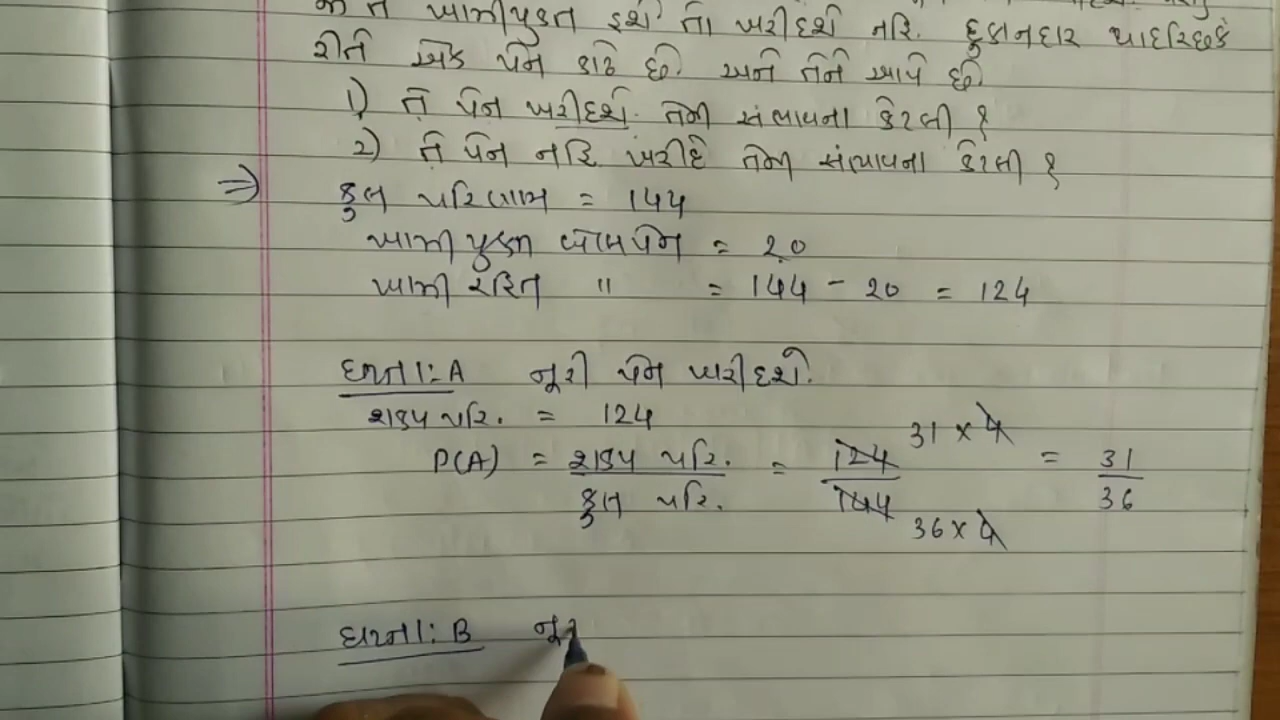 કે તે ખામીયુક્ત હશે તો ખરીદશે નહિ. દુકાનદાર યાદચ્છિક
રીતે એક પેન કાઢે છે અને તેને આપે છે
1) તે પેન ખરીદશે તેની સંભાવના કેટલી ?
2) તે પેન નહિ ખરીદે તેની સંભાવના કેટલી ?
⇒ કુલ પરિણામ = 144
ખામીયુક્ત બોલપેન = 20
ખામી રહિત " = 144 - 20 = 124
ઘટના: A નૂરી પેન ખરીદશે.
શક્ય પરિ. = 124
P(A) = શક્ય પરિ. / કુલ પરિ. = 124 / 144 31 × 4 / 36 × 4 = 31 / 36
ઘટના: B નૂર